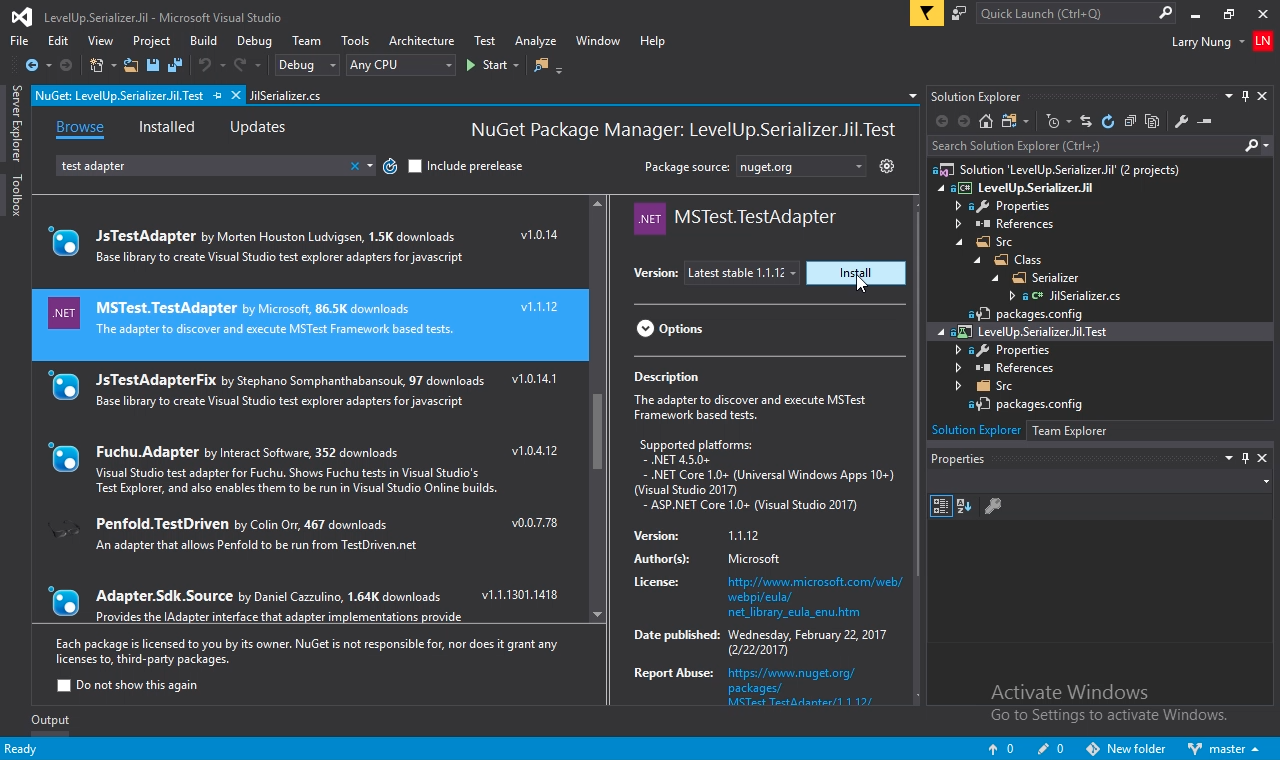 LevelUp.Serializer.Jil - Microsoft Visual Studio
Quick Launch (Ctrl+Q)
File Edit View Project Build Debug Team Tools Architecture Test Analyze Window Help
Larry Nung LN
Debug Any CPU Start
Server Explorer
Toolbox
NuGet: LevelUp.Serializer.Jil.Test JilSerializer.cs
Browse Installed Updates
NuGet Package Manager: LevelUp.Serializer.Jil.Test
test adapter
Include prerelease
Package source: nuget.org
JsTestAdapter by Morten Houston Ludvigsen, 1.5K downloads v1.0.14
Base library to create Visual Studio test explorer adapters for javascript
.NET
MSTest.TestAdapter by Microsoft, 86.5K downloads v1.1.12
The adapter to discover and execute MSTest Framework based tests.
JsTestAdapterFix by Stephano Somphanthabansouk, 97 downloads v1.0.14.1
Base library to create Visual Studio test explorer adapters for javascript
Fuchu.Adapter by Interact Software, 352 downloads v1.0.4.12
Visual Studio test adapter for Fuchu. Shows Fuchu tests in Visual Studio's
Test Explorer, and also enables them to be run in Visual Studio Online builds.
Penfold.TestDriven by Colin Orr, 467 downloads v0.0.7.78
An adapter that allows Penfold to be run from TestDriven.net
Adapter.Sdk.Source by Daniel Cazzulino, 1.64K downloads v1.1.1301.1418
Provides the IAdapter interface that adapter implementations provide
Each package is licensed to you by its owner. NuGet is not responsible for, nor does it grant any
licenses to, third-party packages.
Do not show this again
.NET
MSTest.TestAdapter
Version: Latest stable 1.1.12 Install
Options
Description
The adapter to discover and execute MSTest
Framework based tests.
Supported platforms:
- .NET 4.5.0+
- .NET Core 1.0+ (Universal Windows Apps 10+)
(Visual Studio 2017)
- ASP.NET Core 1.0+ (Visual Studio 2017)
Version: 1.1.12
Author(s): Microsoft
License: http://www.microsoft.com/web/
webpi/eula/
net_library_eula_enu.htm
Date published: Wednesday, February 22, 2017
(2/22/2017)
Report Abuse: https://www.nuget.org/
packages/
MSTest.TestAdapter/1.1.12/
Solution Explorer
Search Solution Explorer (Ctrl+;)
Solution 'LevelUp.Serializer.Jil' (2 projects)
C# LevelUp.Serializer.Jil
Properties
References
Src
Class
Serializer
C# JilSerializer.cs
packages.config
LevelUp.Serializer.Jil.Test
Properties
References
Src
packages.config
Solution Explorer Team Explorer
Properties
Activate Windows
Go to Settings to activate Windows.
Output
Ready 0 0 New folder master